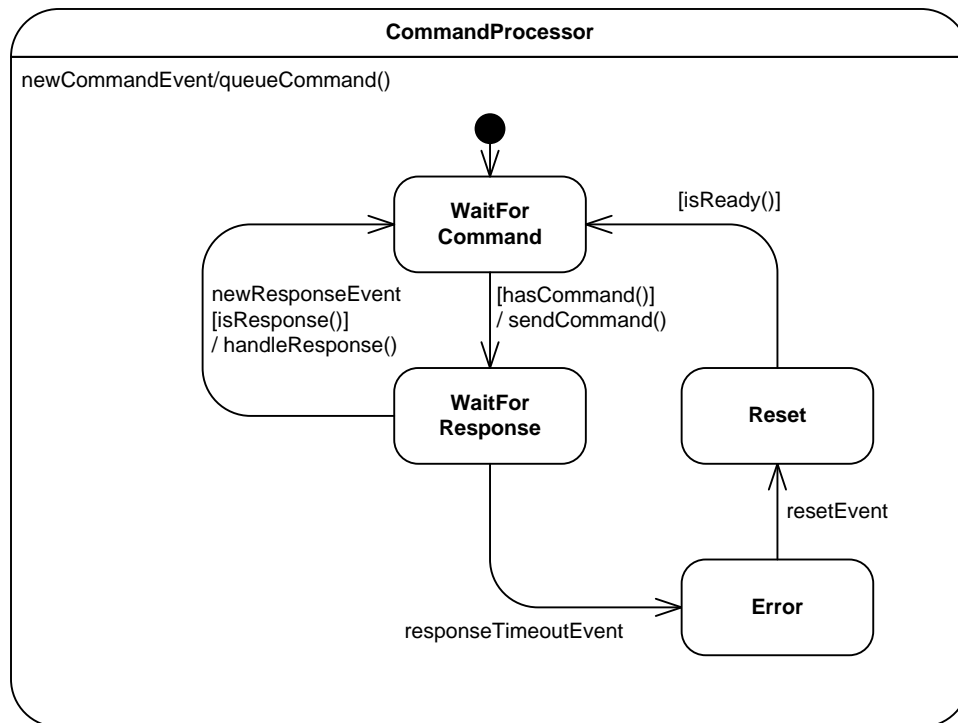 CommandProcessor
newCommandEvent/queueCommand()
WaitFor
Command
[isReady()]
newResponseEvent
[isResponse()]
/ handleResponse()
[hasCommand()]
/ sendCommand()
WaitFor
Response
Reset
resetEvent
Error
responseTimeoutEvent